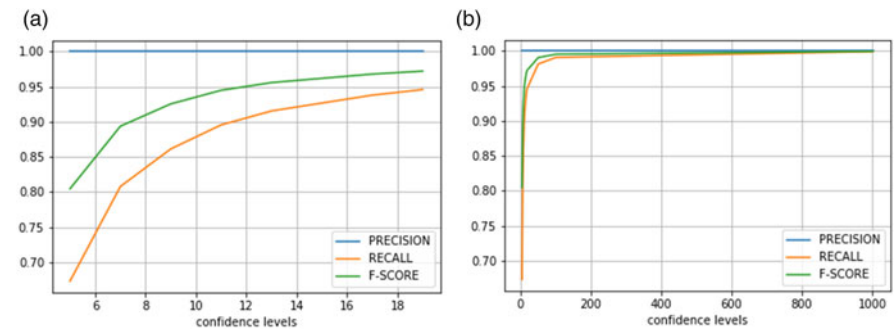 (a)
1.00
0.95
0.90
0.85
0.80
0.75
0.70
6 8 10 12 14 16 18
confidence levels
PRECISION
RECALL
F-SCORE
(b)
1.00
0.95
0.90
0.85
0.80
0.75
0.70
0 200 400 600 800 1000
confidence levels
PRECISION
RECALL
F-SCORE